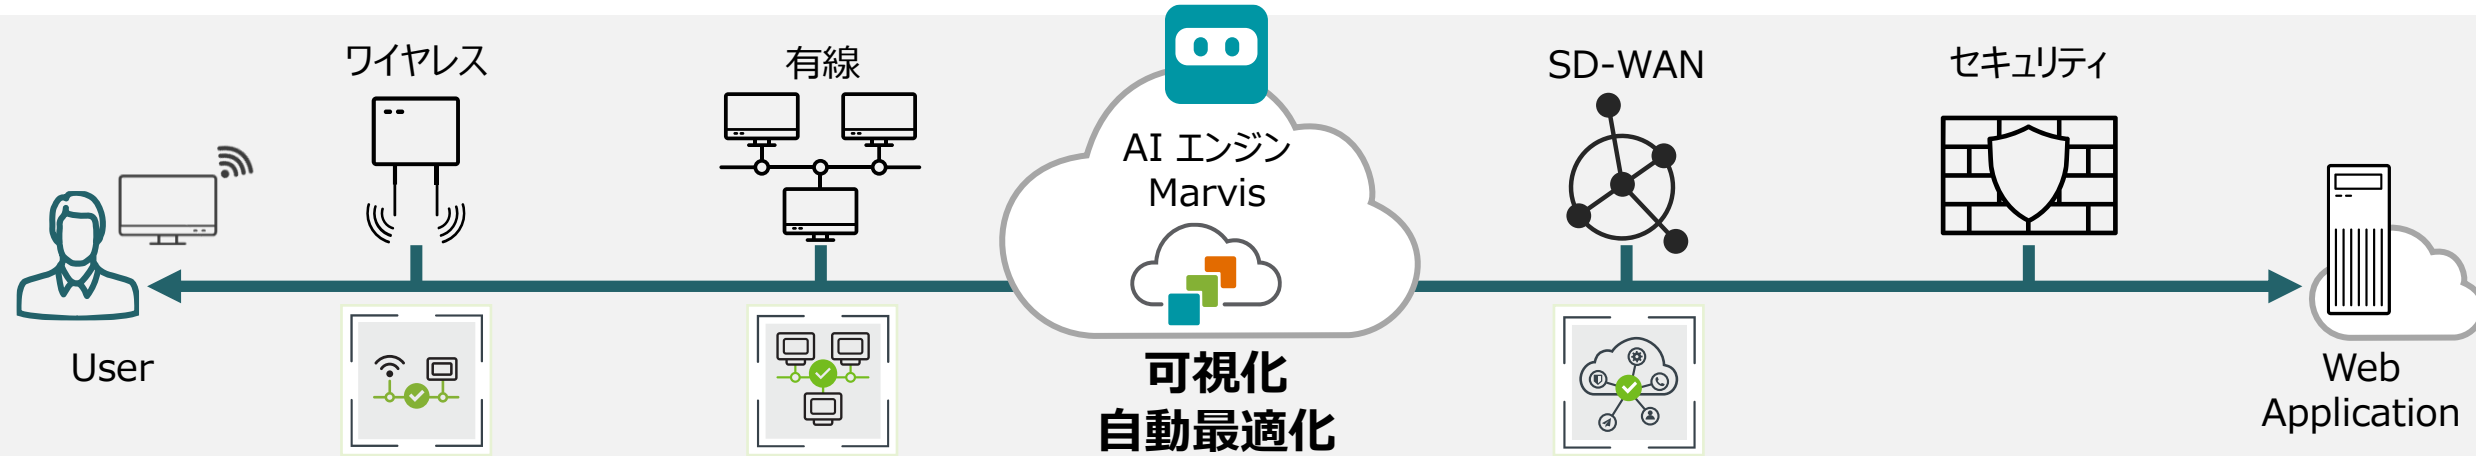 ワイヤレス
有線
AI エンジン
Marvis
SD-WAN
セキュリティ
User
可視化
自動最適化
Web
Application